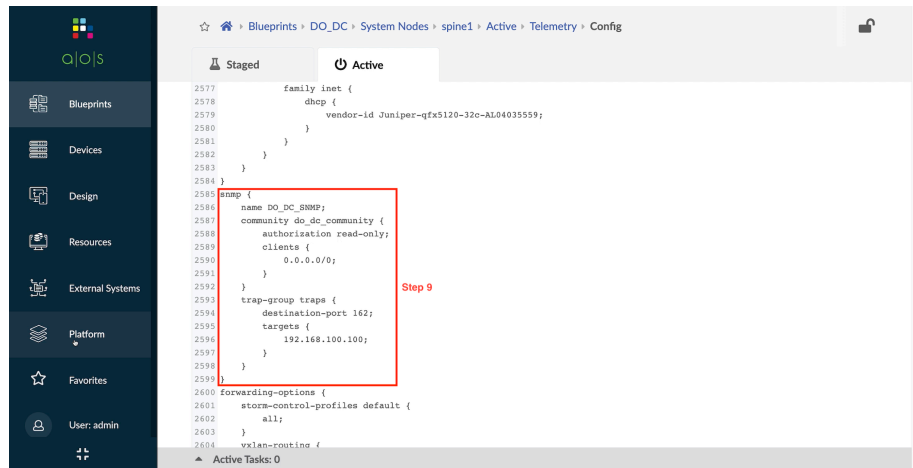 Blueprints DO_DC System Nodes spine1 Active Telemetry Config
a|o|s
Staged
Active
Blueprints
Devices
Design
Resources
External Systems
Platform
Favorites
User: admin
2577 family inet {
2578 dhcp {
2579 vendor-id Juniper-qfx5120-32c-AL04035559;
2580 }
2581 }
2582 }
2583 }
2584 }
2585 snmp {
2586 name DO_DC_SNMP;
2587 community do_dc_community {
2588 authorization read-only;
2589 clients {
2590 0.0.0.0/0;
2591 }
2592 }
Step 9
2593 trap-group traps {
2594 destination-port 162;
2595 targets {
2596 192.168.100.100;
2597 }
2598 }
2599 }
2600 forwarding-options {
2601 storm-control-profiles default {
2602 all;
2603 }
2604 vxlan-routing {
Active Tasks: 0